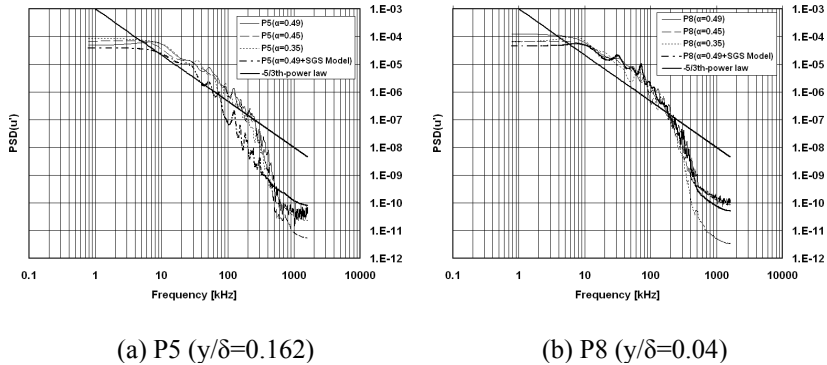 P5(α=0.49)
P5(α=0.45)
P5(α=0.35)
P5(α=0.49+SGS Model)
-5/3th-power law
1.E-03
1.E-04
1.E-05
1.E-06
1.E-07
1.E-08
1.E-09
1.E-10
1.E-11
1.E-12
PSD(u')
0.1
1
10
100
1000
10000
Frequency [kHz]
(a) P5 (y/δ=0.162)
P8(α=0.49)
P8(α=0.45)
P8(α=0.35)
P8(α=0.49+SGS Model)
-5/3th-power law
1.E-03
1.E-04
1.E-05
1.E-06
1.E-07
1.E-08
1.E-09
1.E-10
1.E-11
1.E-12
PSD(u')
0.1
1
10
100
1000
10000
Frequency [kHz]
(b) P8 (y/δ=0.04)